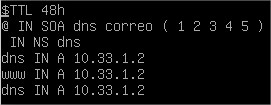 $TTL 48h
@ IN SOA dns correo ( 1 2 3 4 5 )
 IN NS dns
dns IN A 10.33.1.2
www IN A 10.33.1.2
dns IN A 10.33.1.2